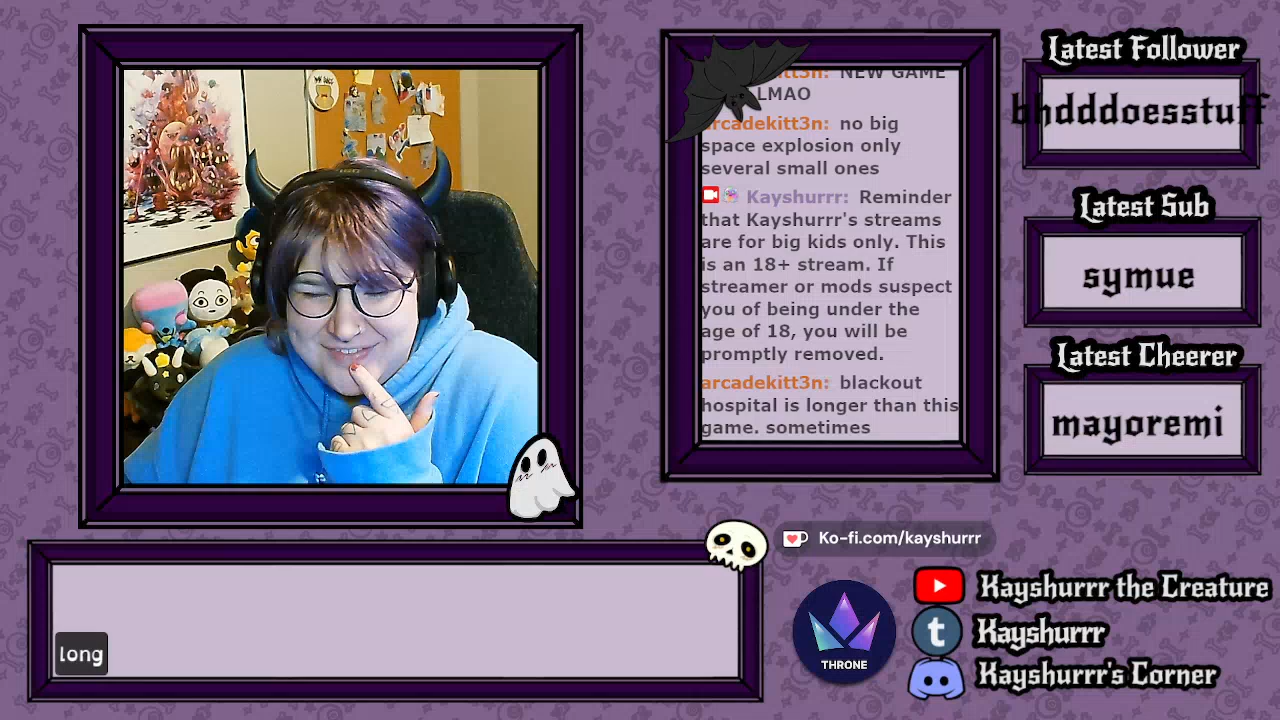 tt3n: NEW GAME
LMAO
arcadekitt3n: no big
space explosion only
several small ones
Kayshurrr: Reminder
that Kayshurrr's streams
are for big kids only. This
is an 18+ stream. If
streamer or mods suspect
you of being under the
age of 18, you will be
promptly removed.
arcadekitt3n: blackout
hospital is longer than this
game. sometimes
Latest Follower
bhdddoesstuff
Latest Sub
symue
Latest Cheerer
mayoremi
long
Ko-fi.com/kayshurrr
THRONE
Kayshurrr the Creature
t
Kayshurrr
Kayshurrr's Corner